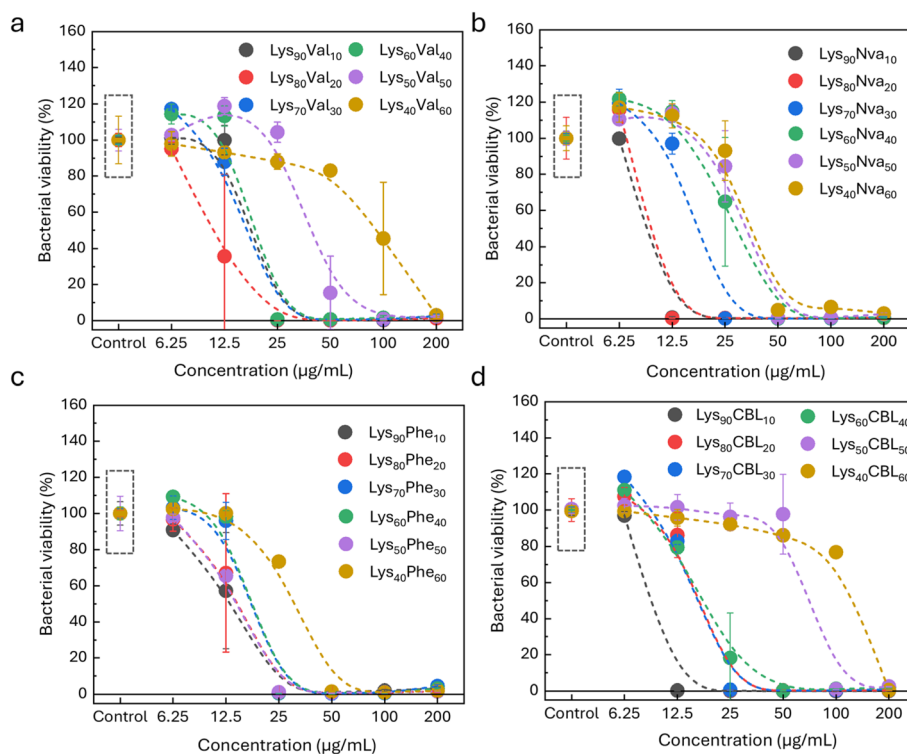 a
160
140
120
100
80
60
40
20
0
Bacterial viability (%)
Lys₉₀Val₁₀
Lys₈₀Val₂₀
Lys₇₀Val₃₀
Lys₆₀Val₄₀
Lys₅₀Val₅₀
Lys₄₀Val₆₀
Control 6.25 12.5 25 50 100 200
Concentration (µg/mL)
b
160
140
120
100
80
60
40
20
0
Bacterial viability (%)
Lys₉₀Nva₁₀
Lys₈₀Nva₂₀
Lys₇₀Nva₃₀
Lys₆₀Nva₄₀
Lys₅₀Nva₅₀
Lys₄₀Nva₆₀
Control 6.25 12.5 25 50 100 200
Concentration (µg/mL)
c
160
140
120
100
80
60
40
20
0
Bacterial viability (%)
Lys₉₀Phe₁₀
Lys₈₀Phe₂₀
Lys₇₀Phe₃₀
Lys₆₀Phe₄₀
Lys₅₀Phe₅₀
Lys₄₀Phe₆₀
Control 6.25 12.5 25 50 100 200
Concentration (µg/mL)
d
160
140
120
100
80
60
40
20
0
Bacterial viability (%)
Lys₉₀CBL₁₀
Lys₈₀CBL₂₀
Lys₇₀CBL₃₀
Lys₆₀CBL₄₀
Lys₅₀CBL₅₀
Lys₄₀CBL₆₀
Control 6.25 12.5 25 50 100 200
Concentration (µg/mL)